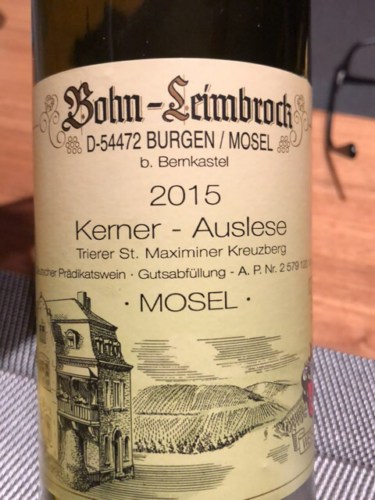 Bohn-Leimbrock
D-54472 BURGEN / MOSEL
b. Bernkastel
2015
Kerner - Auslese
Trierer St. Maximiner Kreuzberg
Prädikatswein - Gutsabfüllung - A. P. Nr. 2 579 12
· MOSEL ·